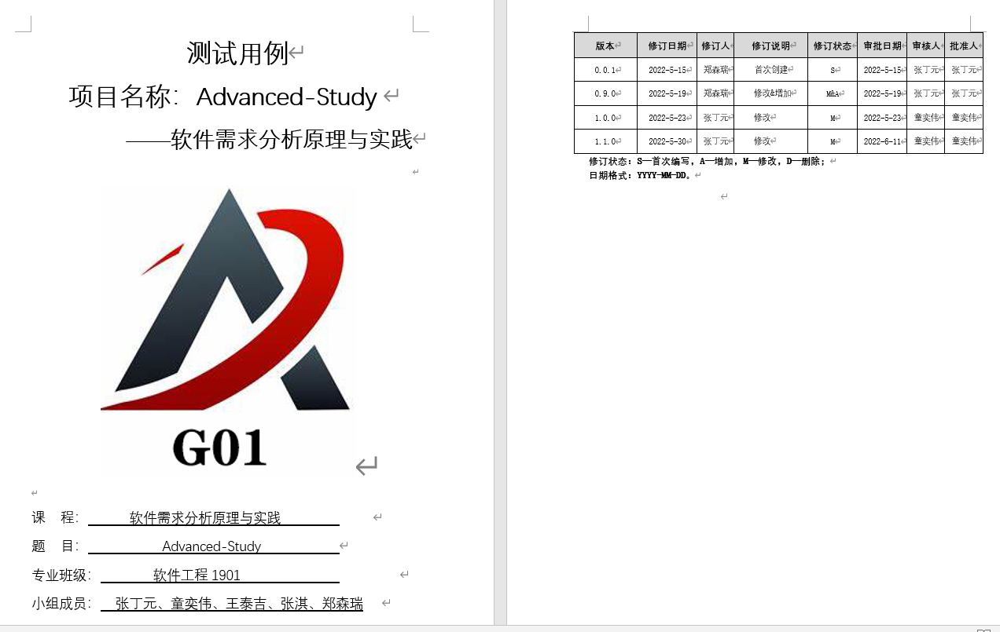 测试用例
项目名称：Advanced-Study
——软件需求分析原理与实践
G01
课 程： 软件需求分析原理与实践
题 目： Advanced-Study
专业班级： 软件工程 1901
小组成员： 张丁元、童奕伟、王泰吉、张淇、郑森瑞
版本 修订日期 修订人 修订说明 修订状态 审批日期 审核人 批准人
0.0.1 2022-5-15 郑森瑞 首次创建 S 2022-5-15 张丁元 张丁元
0.9.0 2022-5-19 郑森瑞 修改&增加 M&A 2022-5-19 张丁元 张丁元
1.0.0 2022-5-23 张丁元 修改 M 2022-5-23 童奕伟 童奕伟
1.1.0 2022-5-30 张丁元 修改 M 2022-6-11 童奕伟 童奕伟
修订状态：S—首次编写，A—增加，M—修改，D—删除；
日期格式：YYYY-MM-DD。